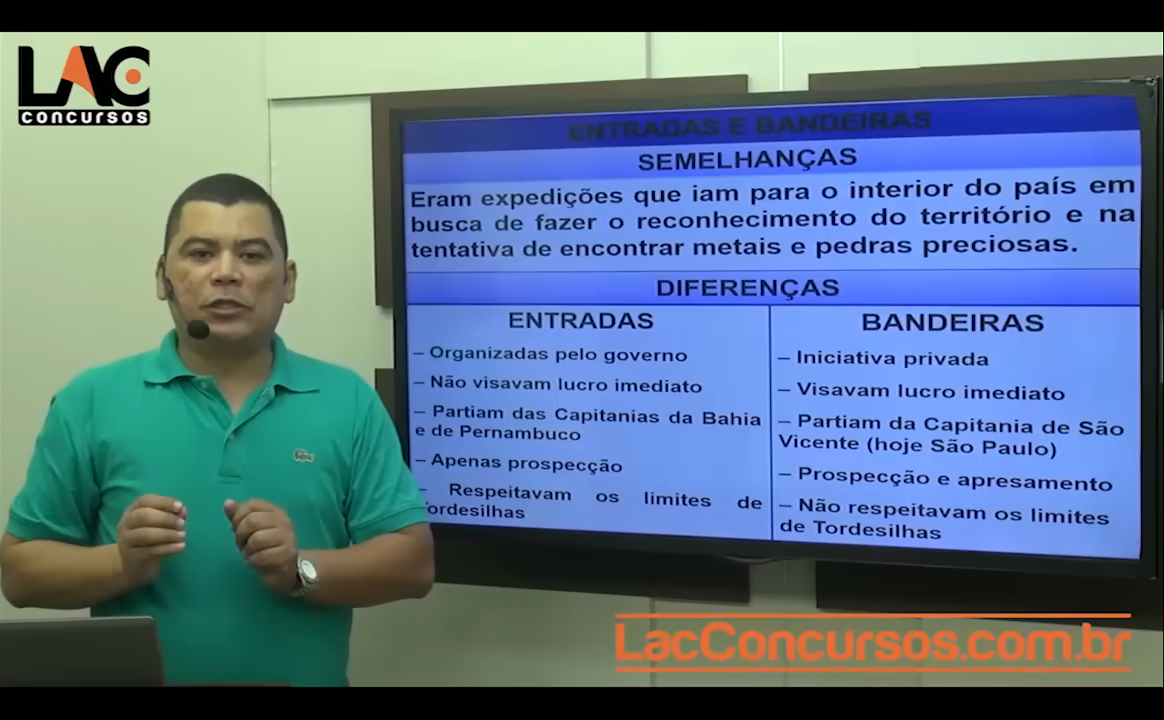 LAC
concursos
ENTRADAS E BANDEIRAS
SEMELHANÇAS
Eram expedições que iam para o interior do país em
busca de fazer o reconhecimento do território e na
tentativa de encontrar metais e pedras preciosas.
DIFERENÇAS
ENTRADAS
– Organizadas pelo governo
– Não visavam lucro imediato
– Partiam das Capitanias da Bahia
e de Pernambuco
– Apenas prospecção
– Respeitavam os limites de
Tordesilhas
BANDEIRAS
– Iniciativa privada
– Visavam lucro imediato
– Partiam da Capitania de São
Vicente (hoje São Paulo)
– Prospecção e apresamento
– Não respeitavam os limites
de Tordesilhas
LacConcursos.com.br